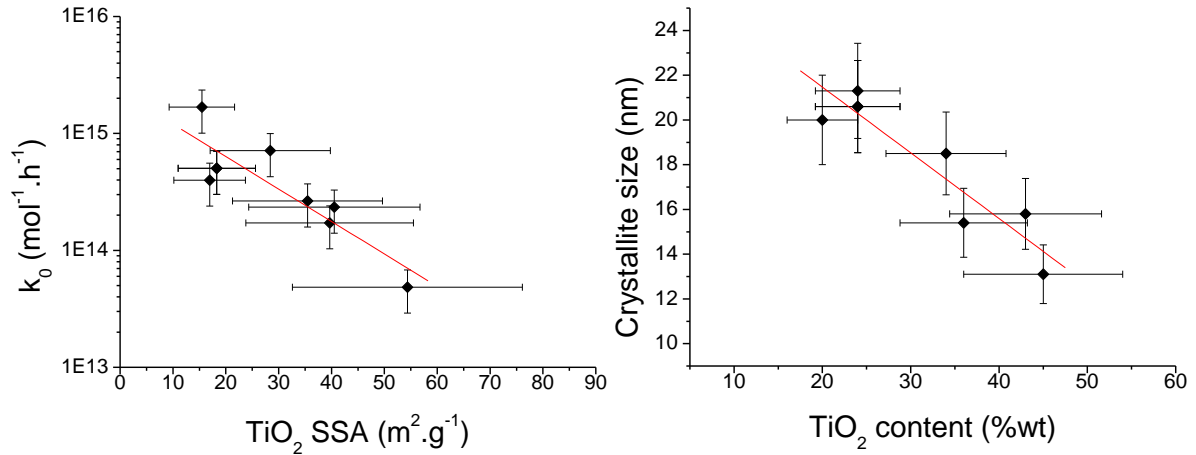 1E16
1E15
1E14
1E13
k₀ (mol⁻¹.h⁻¹)
0 10 20 30 40 50 60 70 80 90
TiO₂ SSA (m².g⁻¹)
24
22
20
18
16
14
12
10
Crystallite size (nm)
10 20 30 40 50 60
TiO₂ content (%wt)